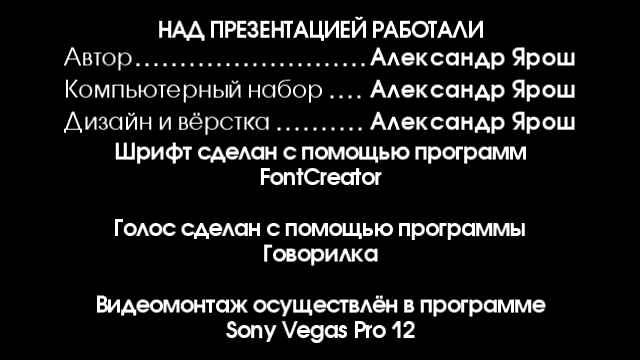 НАД ПРЕЗЕНТАЦИЕЙ РАБОТАЛИ
Автор.......................... Александр Ярош
Компьютерный набор .... Александр Ярош
Дизайн и вёрстка .......... Александр Ярош
Шрифт сделан с помощью программ
FontCreator
Голос сделан с помощью программы
Говорилка
Видеомонтаж осуществлён в программе
Sony Vegas Pro 12